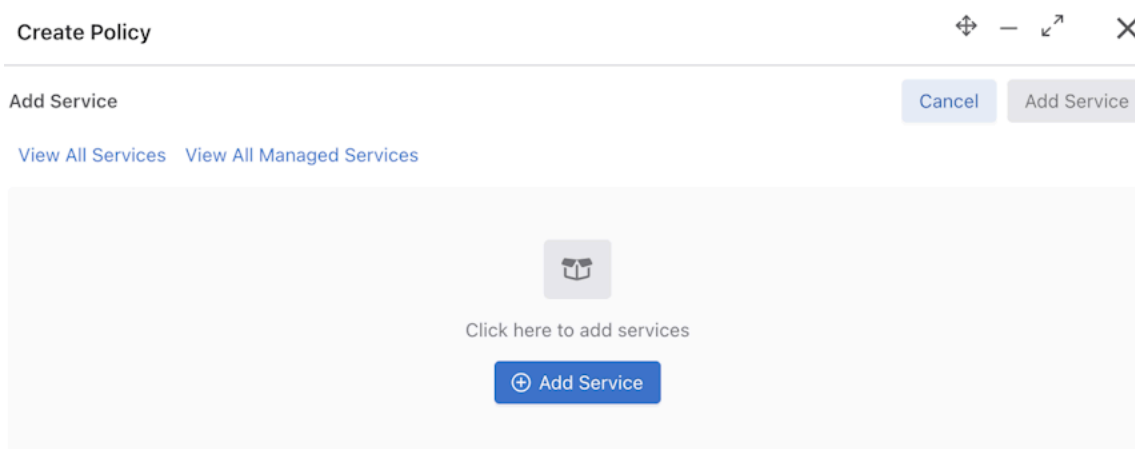 Create Policy
Add Service
Cancel
Add Service
View All Services
View All Managed Services
Click here to add services
Add Service